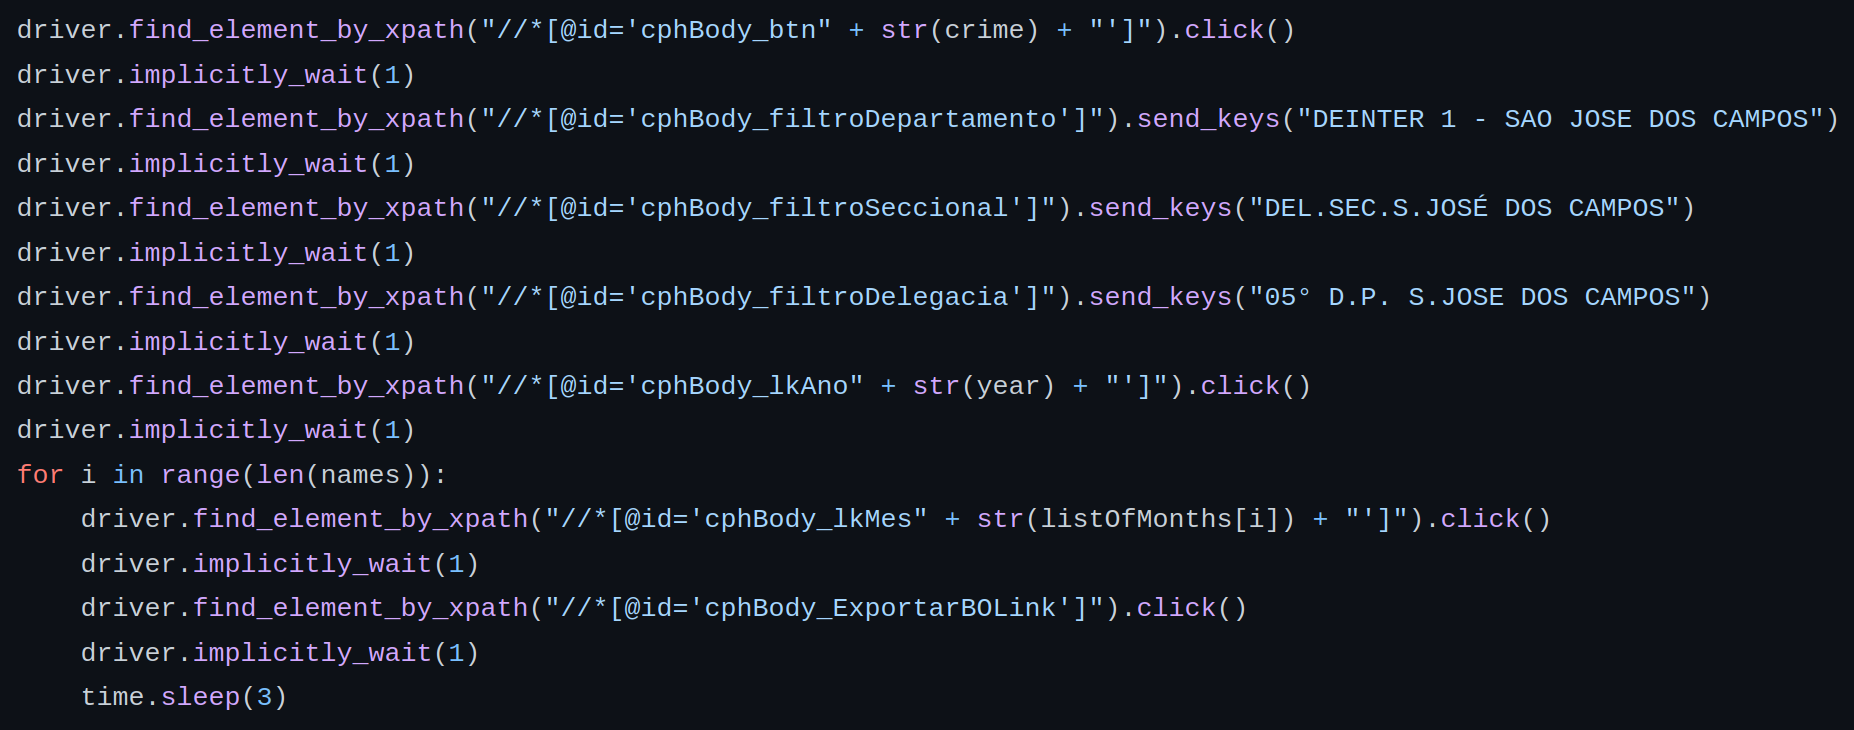 driver.find_element_by_xpath("//*[@id='cphBody_btn" + str(crime) + "']").click()
driver.implicitly_wait(1)
driver.find_element_by_xpath("//*[@id='cphBody_filtroDepartamento']").send_keys("DEINTER 1 - SAO JOSE DOS CAMPOS")
driver.implicitly_wait(1)
driver.find_element_by_xpath("//*[@id='cphBody_filtroSeccional']").send_keys("DEL.SEC.S.JOSÉ DOS CAMPOS")
driver.implicitly_wait(1)
driver.find_element_by_xpath("//*[@id='cphBody_filtroDelegacia']").send_keys("05° D.P. S.JOSE DOS CAMPOS")
driver.implicitly_wait(1)
driver.find_element_by_xpath("//*[@id='cphBody_lkAno" + str(year) + "']").click()
driver.implicitly_wait(1)
for i in range(len(names)):
    driver.find_element_by_xpath("//*[@id='cphBody_lkMes" + str(listOfMonths[i]) + "']").click()
    driver.implicitly_wait(1)
    driver.find_element_by_xpath("//*[@id='cphBody_ExportarBOLink']").click()
    driver.implicitly_wait(1)
    time.sleep(3)